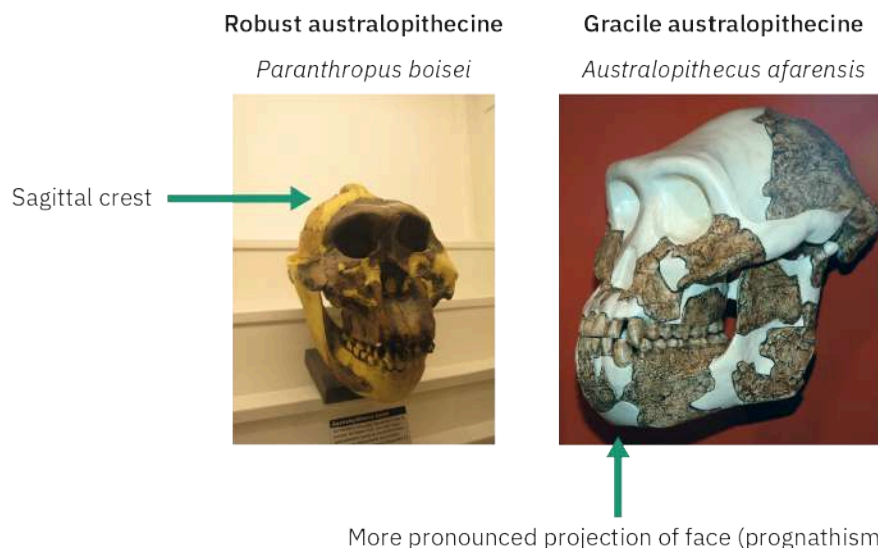 Robust australopithecine
Gracile australopithecine
Paranthropus boisei
Australopithecus afarensis
Sagittal crest
More pronounced projection of face (prognathism